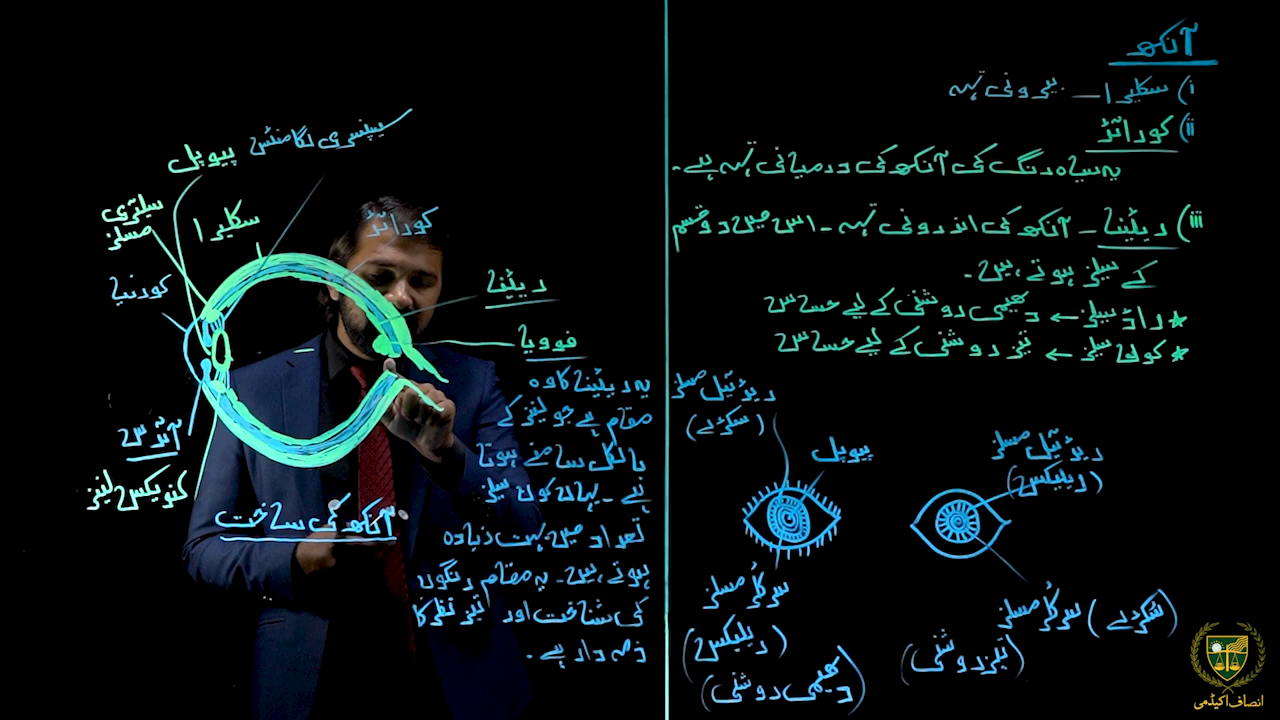 آنکھ
i) سکلیرا — بیرونی تہہ
ii) کورائڈ
یہ سیاہ رنگ کی آنکھ کی درمیانی تہہ ہے۔
iii) ریٹینا - آنکھ کی اندرونی تہہ۔ اس میں دو قسم
کے سیلز ہوتے ہیں۔
* راڈ سیلز ← دھیمی روشنی کے لیے حساس
* کون سیلز ← تیز روشنی کے لیے حساس
ریڈئیل مسلز
(سکڑے)
پیوپل
سرکلر مسلز
(ریلیکس)
(دھیمی روشنی)
ریڈئیل مسلز
(ریلیکس)
سرکلر مسلز (سُکڑے)
(تیز روشنی)
سیلری مسلز
پیوپل
سسپنسری لگامنٹس
سکلیرا
کورائڈ
کورنیا
ریٹینا
فوویا
یہ ریٹینا کا وہ
مقام ہے جو لینز کے
بالکل سامنے ہوتا
ہے۔ یہاں کون سیلز
تعداد میں بہت زیادہ
ہوتے ہیں۔ یہ مقام رنگوں
کی شناخت اور تیز نظر کا
ذمہ دار ہے۔
آئرس
کنویکس لینز
آنکھ کی ساخت
انصاف اکیڈمی